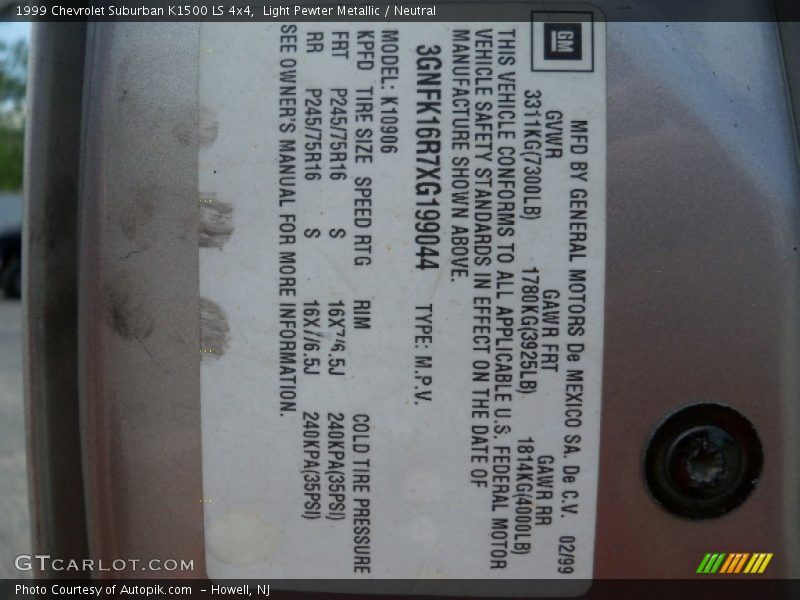 1999 Chevrolet Suburban K1500 LS 4x4,  Light Pewter Metallic / Neutral
GM
MFD BY GENERAL MOTORS De MEXICO SA. De C.V.  02/99
GVWR  GAWR FRT  GAWR RR
3311KG(7300LB)  1780KG(3925LB)  1814KG(4000LB)
THIS VEHICLE CONFORMS TO ALL APPLICABLE U.S. FEDERAL MOTOR
VEHICLE SAFETY STANDARDS IN EFFECT ON THE DATE OF
MANUFACTURE SHOWN ABOVE.
3GNFK16R7XG199044  TYPE: M.P.V.
MODEL: K10906
KPFD  TIRE SIZE  SPEED RTG  RIM  COLD TIRE PRESSURE
FRT  P245/75R16  S  16X7/6.5J  240KPA(35PSI)
RR  P245/75R16  S  16X7/6.5J  240KPA(35PSI)
SEE OWNER'S MANUAL FOR MORE INFORMATION.
GTCARLOT.COM
Photo Courtesy of Autopik.com  – Howell, NJ